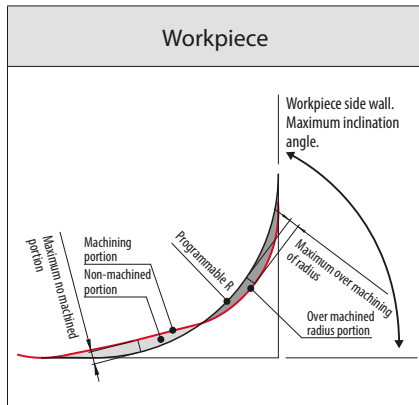 Workpiece
Workpiece side wall.
Maximum inclination
angle.
Maximum no machined
portion
Machining
portion
Non-machined
portion
Programmable R
Maximum over machining
of radius
Over machined
radius portion